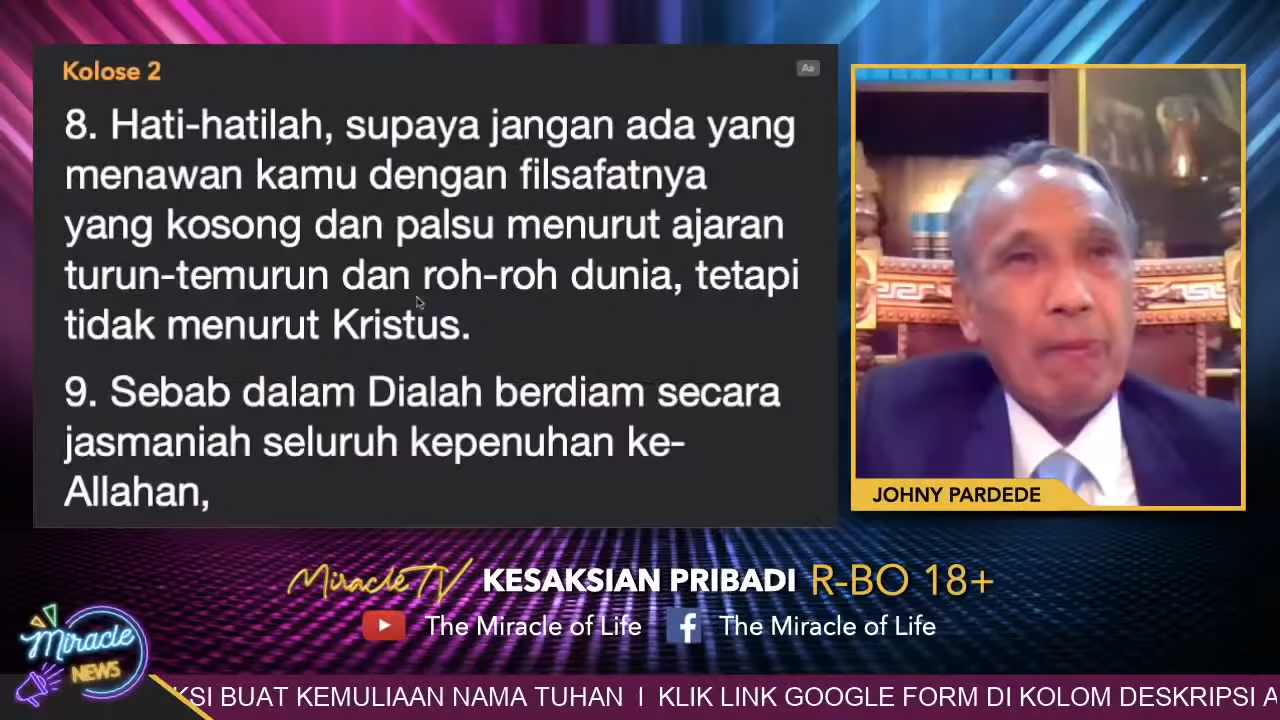 Kolose 2
Aa
8. Hati-hatilah, supaya jangan ada yang
menawan kamu dengan filsafatnya
yang kosong dan palsu menurut ajaran
turun-temurun dan roh-roh dunia, tetapi
tidak menurut Kristus.
9. Sebab dalam Dialah berdiam secara
jasmaniah seluruh kepenuhan ke-
Allahan,
JOHNY PARDEDE
MiracleTV KESAKSIAN PRIBADI R-BO 18+
The Miracle of Life f The Miracle of Life
Miracle
NEWS
KSI BUAT KEMULIAAN NAMA TUHAN I KLIK LINK GOOGLE FORM DI KOLOM DESKRIPSI A